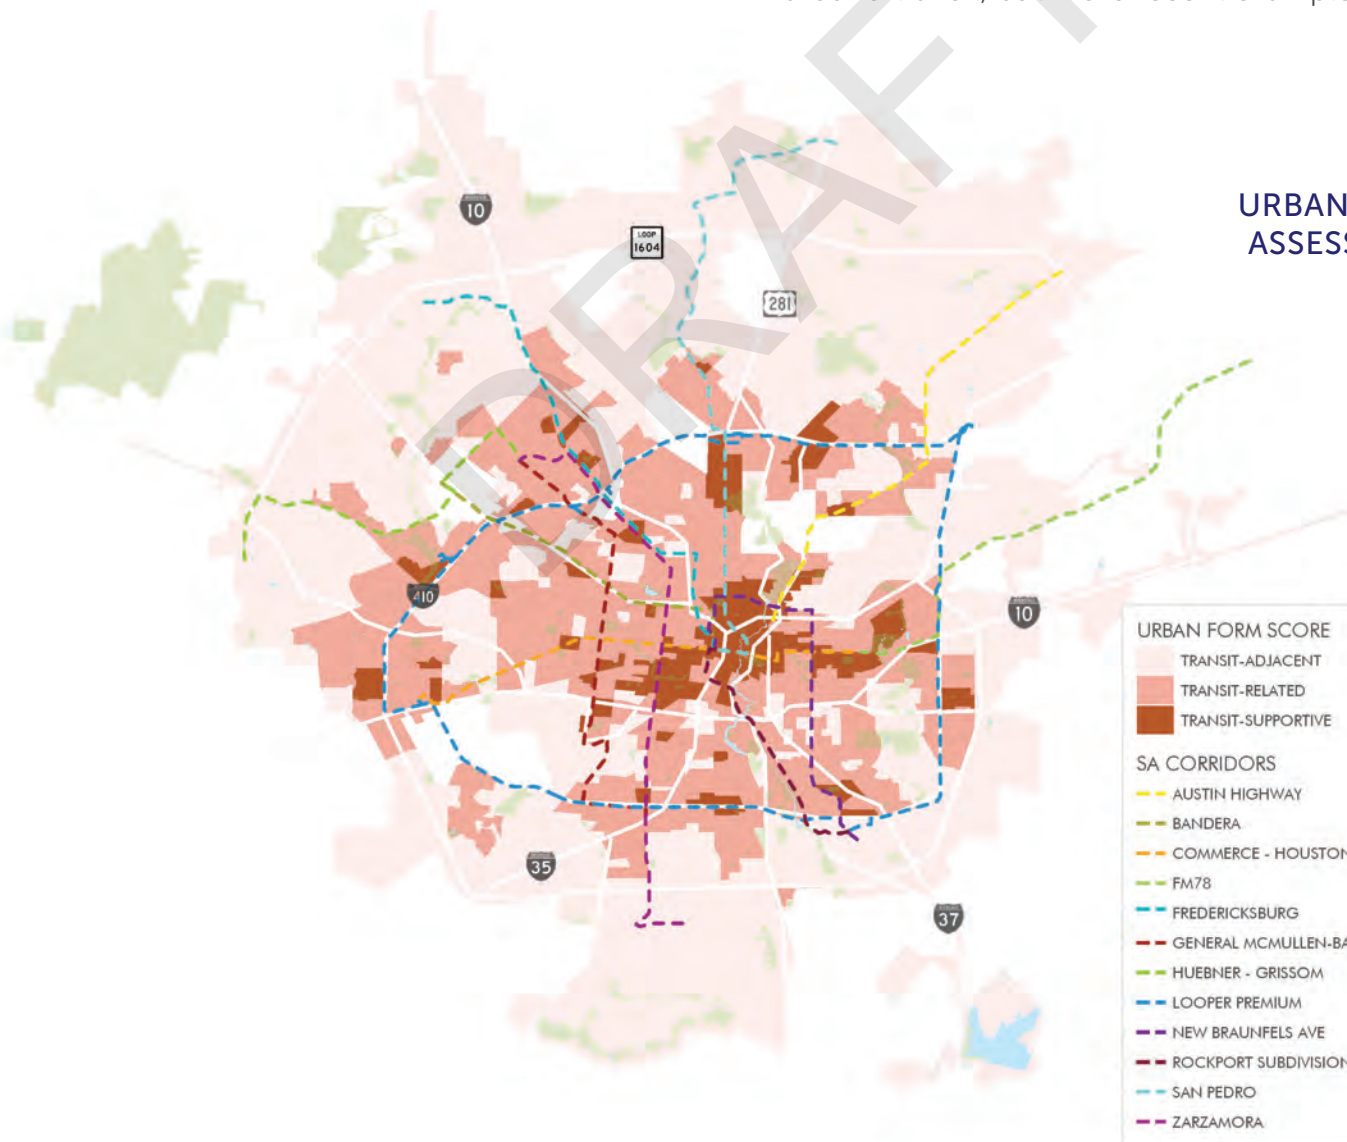 DRAFT
URBAN
ASSESS
10
LOOP
1604
281
410
10
35
37
URBAN FORM SCORE
TRANSIT-ADJACENT
TRANSIT-RELATED
TRANSIT-SUPPORTIVE
SA CORRIDORS
AUSTIN HIGHWAY
BANDERA
COMMERCE - HOUSTON
FM78
FREDERICKSBURG
GENERAL MCMULLEN-BA
HUEBNER - GRISSOM
LOOPER PREMIUM
NEW BRAUNFELS AVE
ROCKPORT SUBDIVISION
SAN PEDRO
ZARZAMORA